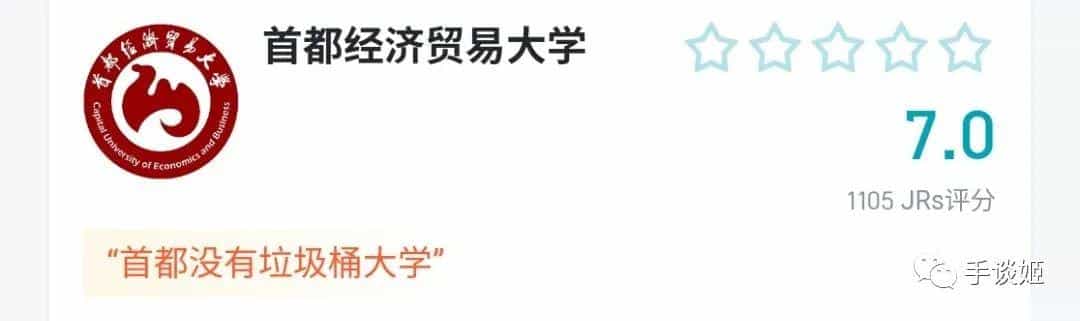 首都经济贸易大学
Capital University of Economics and Business
首都经济贸易大学
7.0
1105 JRs评分
“首都没有垃圾桶大学”
手谈姬